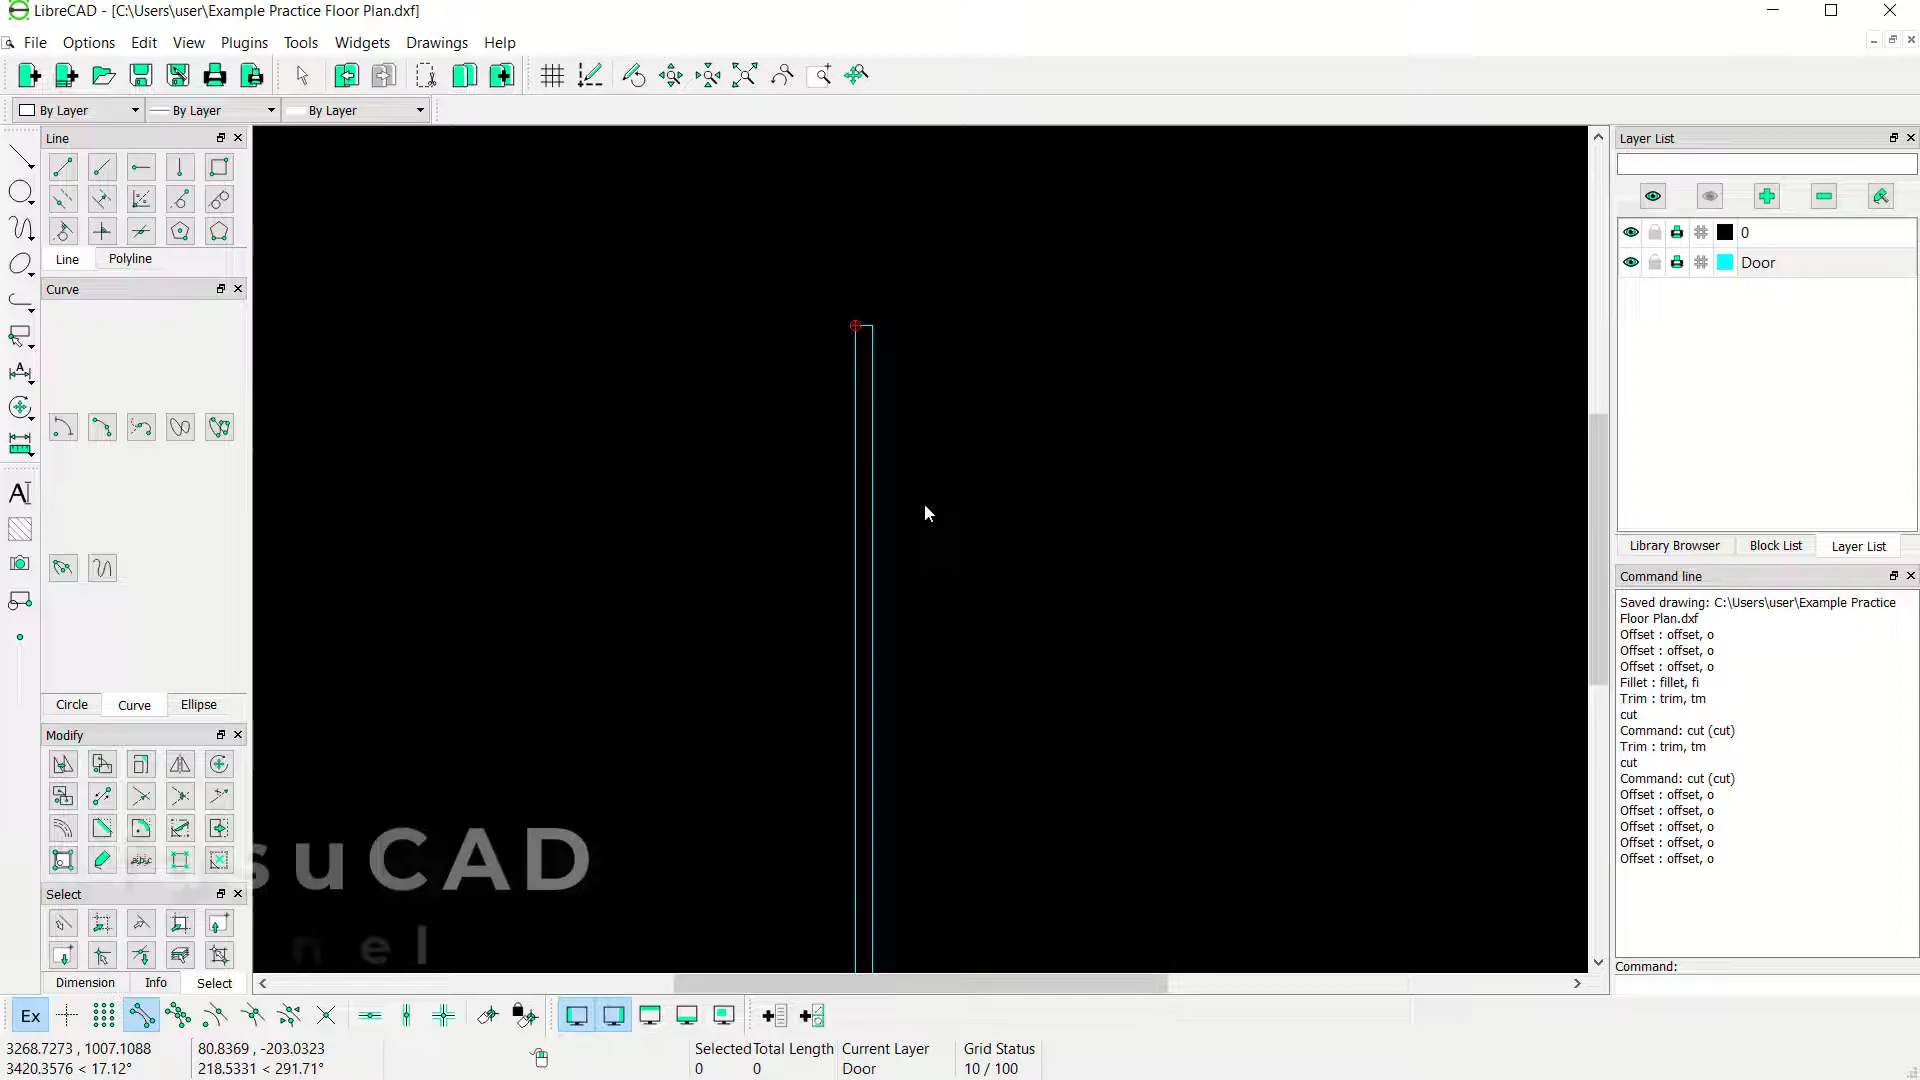 LibreCAD - [C:\Users\user\Example Practice Floor Plan.dxf]
File Options Edit View Plugins Tools Widgets Drawings Help
By Layer By Layer By Layer
Line
Line Polyline
Curve
Circle Curve Ellipse
Modify
Select
Dimension Info Select
suCAD
nel
Layer List
0
Door
Library Browser Block List Layer List
Command line
Saved drawing: C:\Users\user\Example Practice
Floor Plan.dxf
Offset : offset, o
Offset : offset, o
Offset : offset, o
Fillet : fillet, fi
Trim : trim, tm
cut
Command: cut (cut)
Trim : trim, tm
cut
Command: cut (cut)
Offset : offset, o
Offset : offset, o
Offset : offset, o
Offset : offset, o
Offset : offset, o
Command:
Ex
3268.7273 , 1007.1088 80.8369 , -203.0323 Selected Total Length Current Layer Grid Status
3420.3576 < 17.12° 218.5331 < 291.71° 0 0 Door 10 / 100